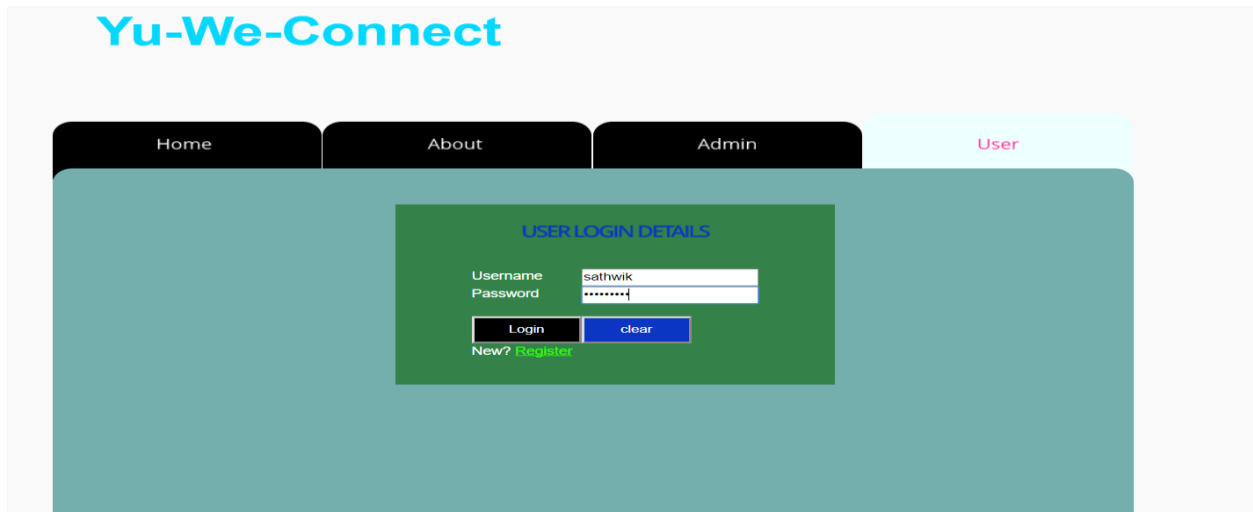 Yu-We-Connect
Home About Admin User
USER LOGIN DETAILS
Username sathwik
Password •••••••••
Login clear
New? Register